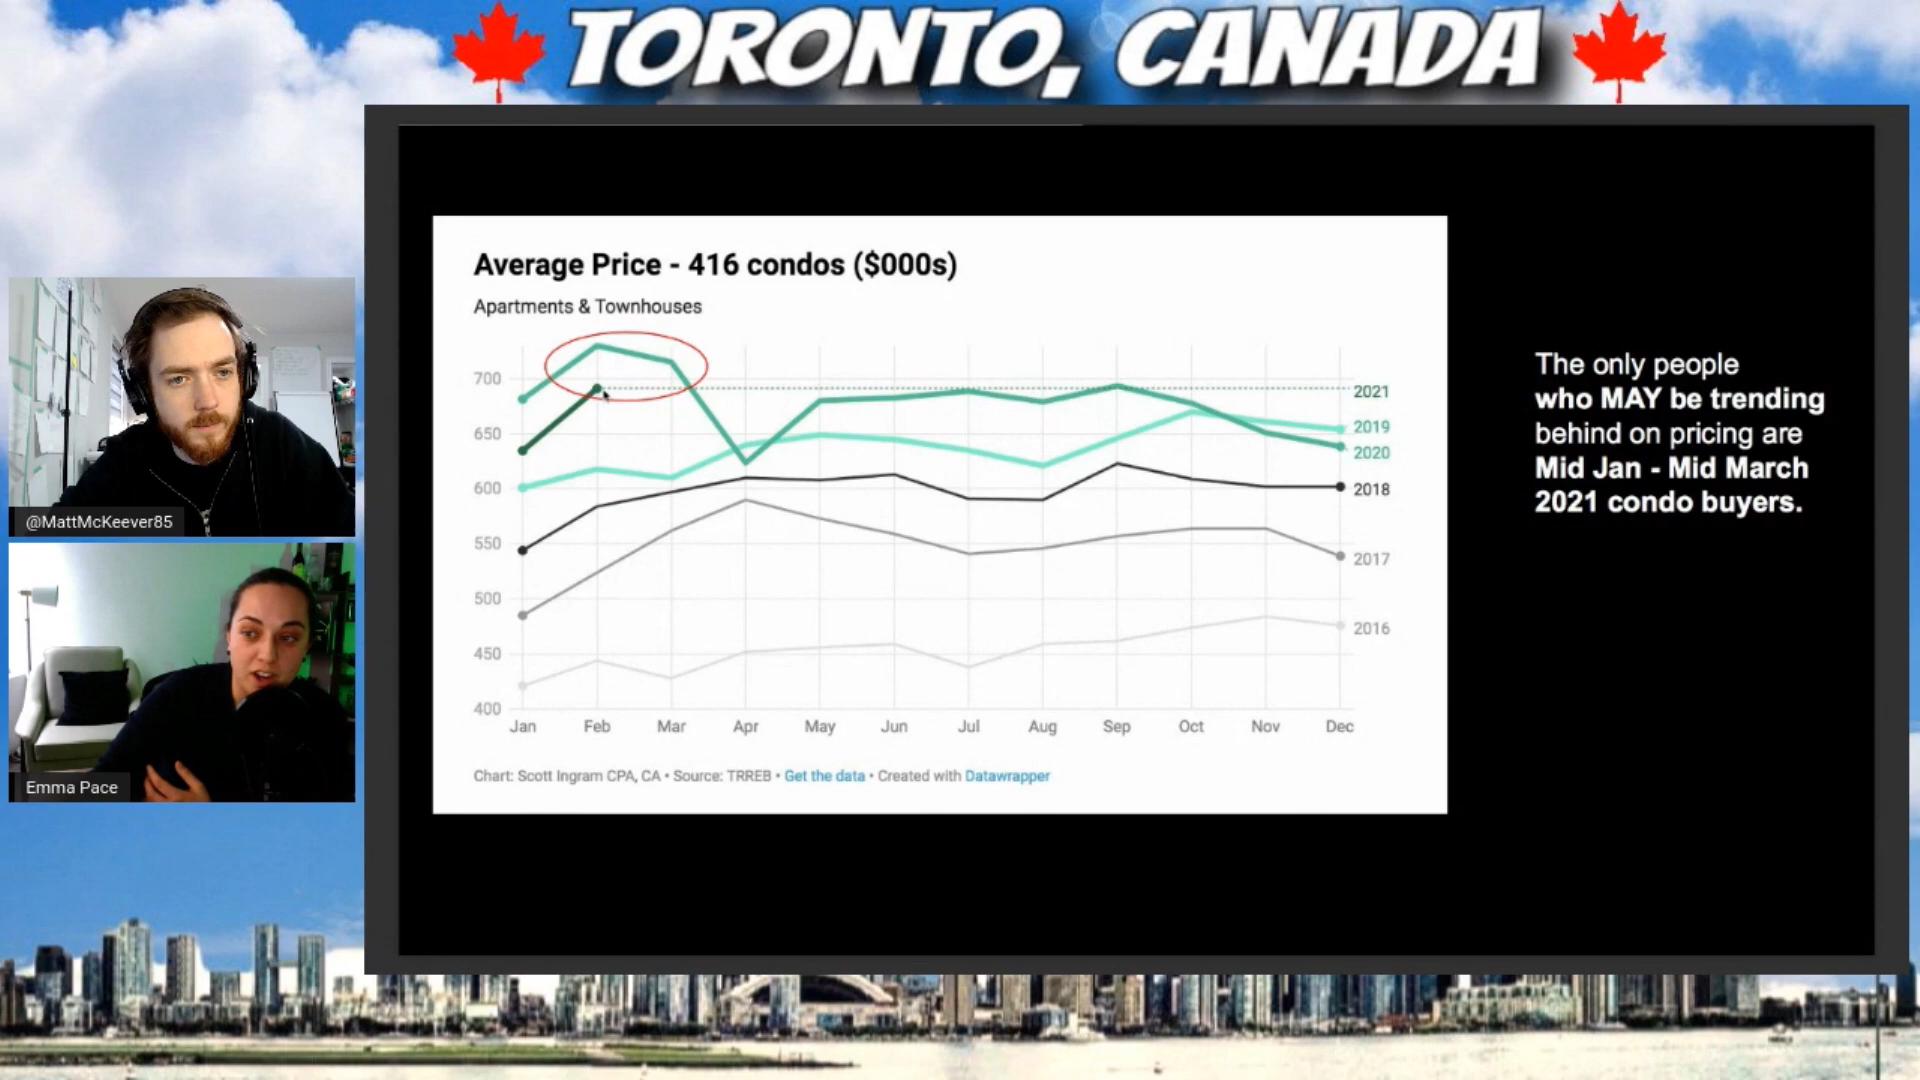 TORONTO, CANADA
Average Price - 416 condos ($000s)
Apartments & Townhouses
700
650
600
550
500
450
400
2021
2019
2020
2018
2017
2016
Jan Feb Mar Apr May Jun Jul Aug Sep Oct Nov Dec
Chart: Scott Ingram CPA, CA • Source: TRREB • Get the data • Created with Datawrapper
The only people
who MAY be trending
behind on pricing are
Mid Jan - Mid March
2021 condo buyers.
@MattMcKeever85
Emma Pace